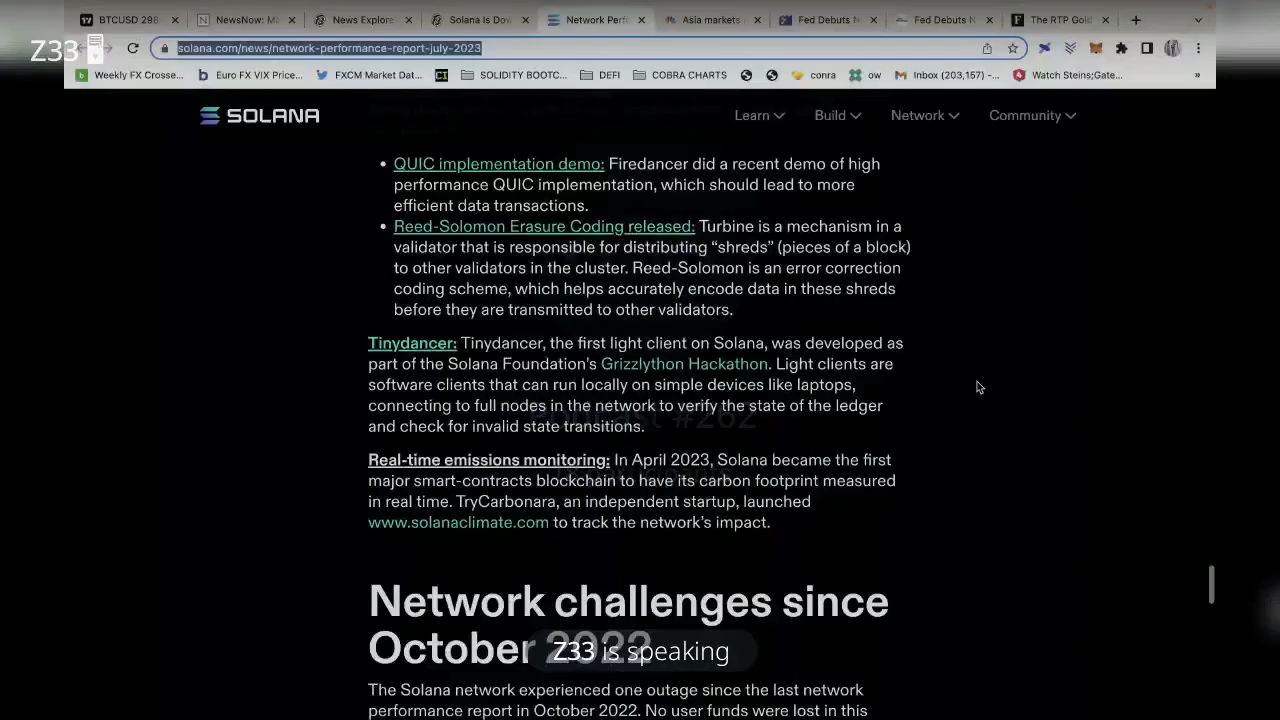 BTCUSD 298
NewsNow: M
News Explore
Solana Is Dow
Network Perf
Asia markets
Fed Debuts N
Fed Debuts N
The RTP Gold
Z33
solana.com/news/network-performance-report-july-2023
Weekly FX Crosse...
Euro FX VIX Price...
FXCM Market Dat...
SOLIDITY BOOTC...
DEFI
COBRA CHARTS
conra
ow
Inbox (203,157) –...
Watch Steins;Gate...
»
SOLANA
Learn
Build
Network
Community
• QUIC implementation demo: Firedancer did a recent demo of high
performance QUIC implementation, which should lead to more
efficient data transactions.
• Reed-Solomon Erasure Coding released: Turbine is a mechanism in a
validator that is responsible for distributing “shreds” (pieces of a block)
to other validators in the cluster. Reed-Solomon is an error correction
coding scheme, which helps accurately encode data in these shreds
before they are transmitted to other validators.
Tinydancer: Tinydancer, the first light client on Solana, was developed as
part of the Solana Foundation’s Grizzlython Hackathon. Light clients are
software clients that can run locally on simple devices like laptops,
connecting to full nodes in the network to verify the state of the ledger
and check for invalid state transitions.
Podcast #262
Real-time emissions monitoring: In April 2023, Solana became the first
major smart-contracts blockchain to have its carbon footprint measured
in real time. TryCarbonara, an independent startup, launched
www.solanaclimate.com to track the network’s impact.
Network challenges since
October 2022
Z33 is speaking
The Solana network experienced one outage since the last network
performance report in October 2022. No user funds were lost in this